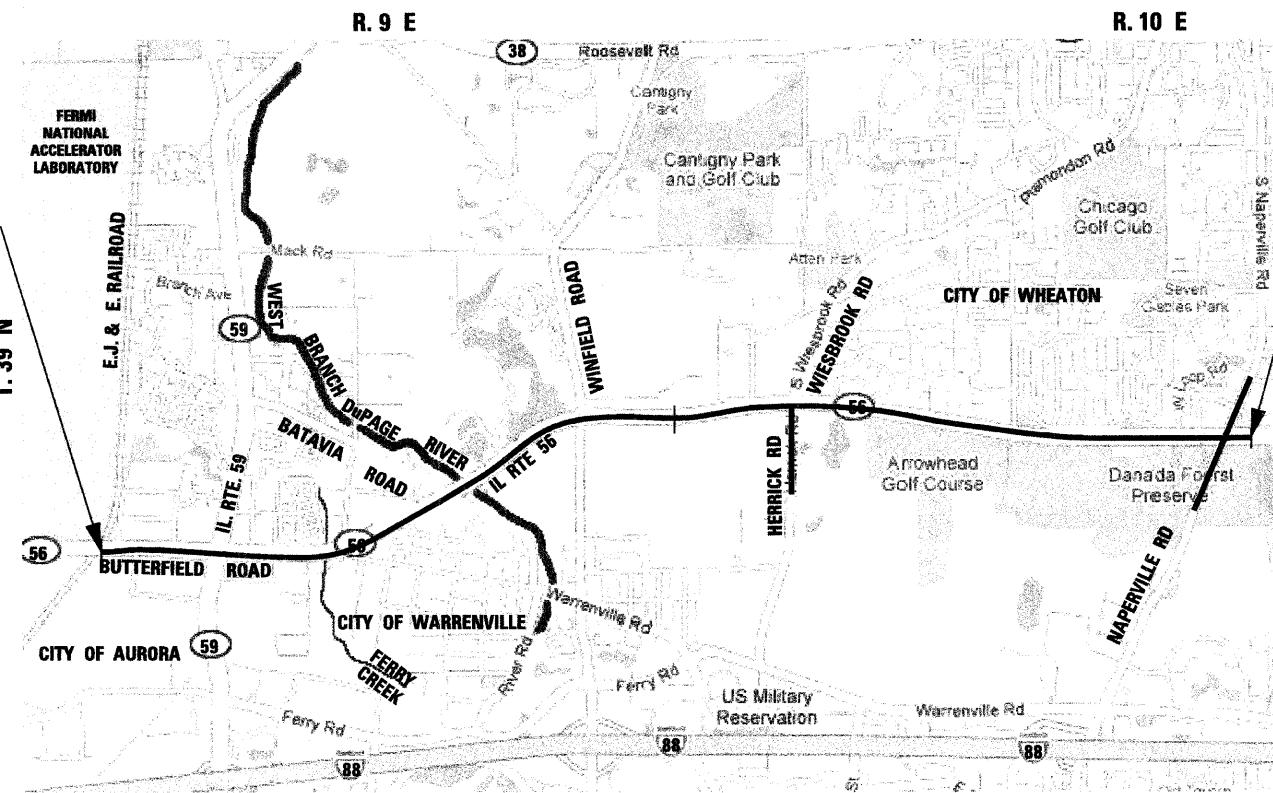 R. 9 E
R. 10 E
38
Roosevelt Rd
FERMI
NATIONAL
ACCELERATOR
LABORATORY
Cantigny
Park
Cantigny Park
and Golf Club
Chicago
Golf Club
S Naperville Rd
E.J. & E. RAILROAD
Mack Rd
Atten Park
Branch Ave
WEST
BRANCH DuPAGE RIVER
59
WINFIELD ROAD
S Wiesbrook Rd
WIESBROOK RD
CITY OF WHEATON
Seven
Gables Park
T. 39 N
BATAVIA
ROAD
IL. RTE. 59
IL RTE 56
56
HERRICK RD
Arrowhead
Golf Course
Danada Forest
Preserve
56
56
BUTTERFIELD ROAD
NAPERVILLE RD
CITY OF WARRENVILLE
Warrenville Rd
CITY OF AURORA
59
FERRY
CREEK
River Rd
Ferry Rd
US Military
Reservation
Warrenville Rd
Ferry Rd
88
88
88